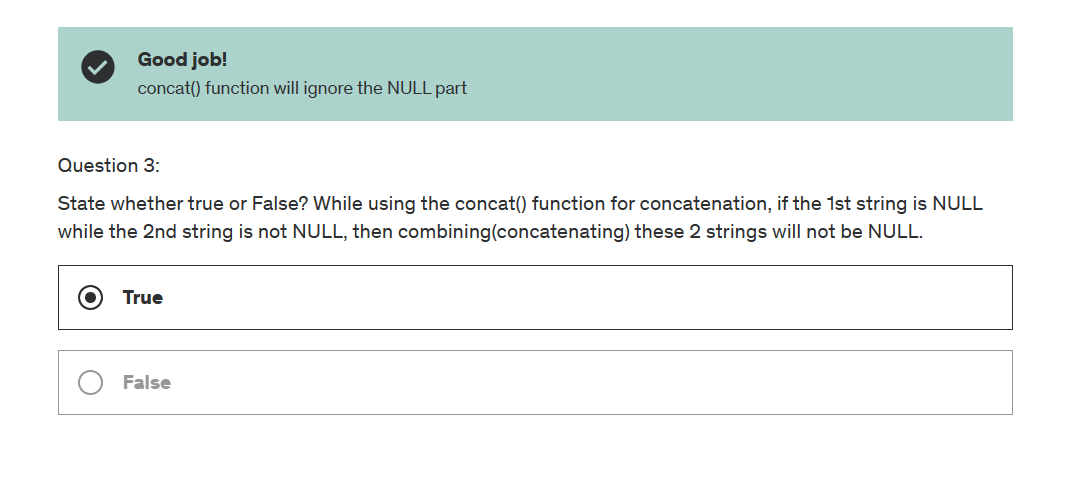 Good job!
concat() function will ignore the NULL part
Question 3:
State whether true or False? While using the concat() function for concatenation, if the 1st string is NULL
while the 2nd string is not NULL, then combining(concatenating) these 2 strings will not be NULL.
True
False